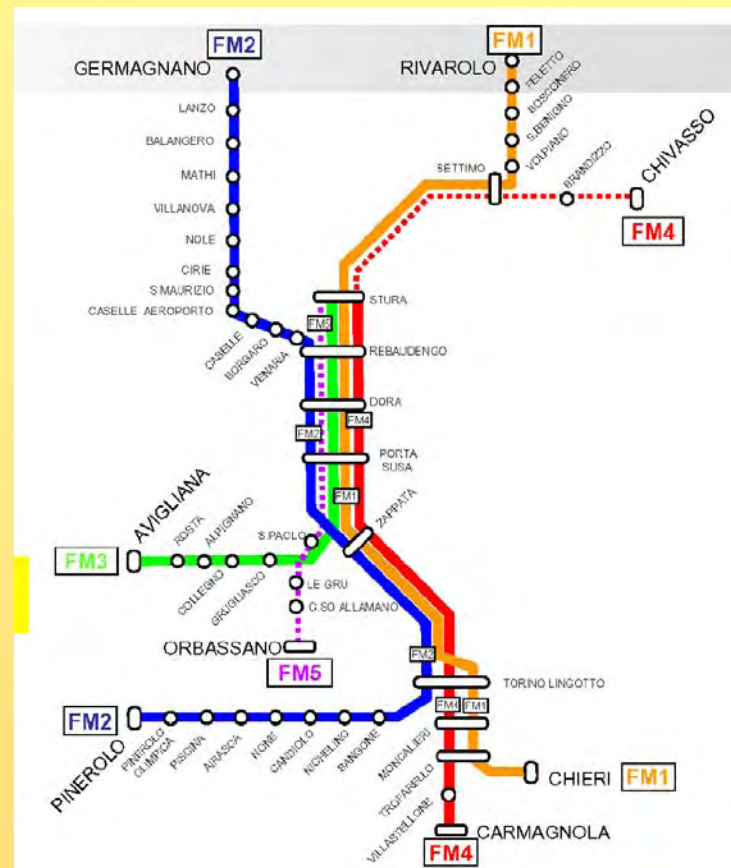 FM2
FM1
GERMAGNANO
RIVAROLO
FELETTO
BOSCONERO
S.BENIGNO
VOLPIANO
LANZO
BALANGERO
MATHI
VILLANOVA
NOLE
CIRIE
S.MAURIZIO
CASELLE AEROPORTO
CASELLE
BORGARO
VENARIA
SETTIMO
BRANDIZZO
CHIVASSO
FM4
STURA
FM5
REBAUDENGO
DORA
FM4
FM2
PORTA
SUSA
FM1
ZAPPATA
AVIGLIANA
ROSTA
ALPIGNANO
COLLEGNO
GRUGLIASCO
S.PAOLO
FM3
LE GRU
C.SO ALLAMANO
ORBASSANO
FM5
FM2
TORINO LINGOTTO
FM4
FM1
FM2
PINEROLO
PINEROLO
OLIMPICA
PISCINA
AIRASCA
NONE
CANDIOLO
NICHELINO
SANGONE
MONCALIERI
TROFARELLO
VILLASTELLONE
CHIERI
FM1
CARMAGNOLA
FM4